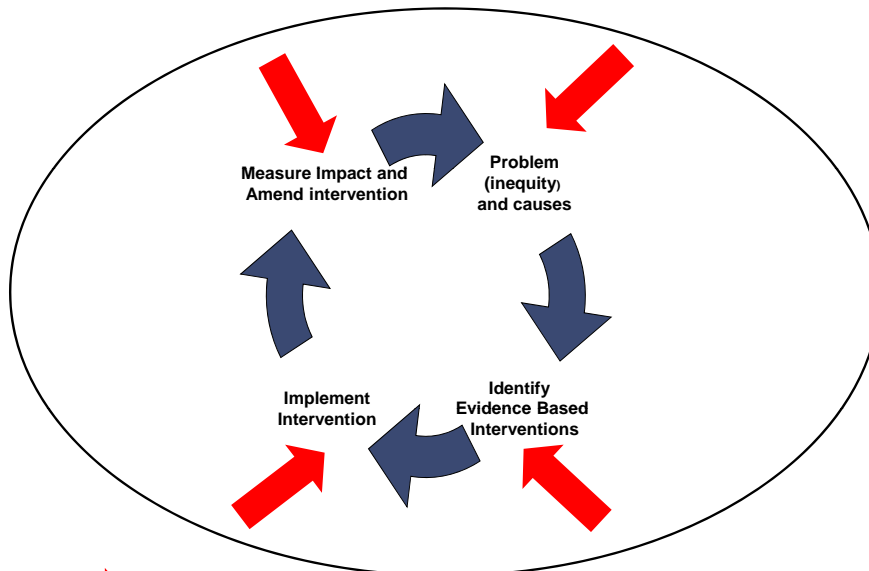 Measure Impact and
Amend intervention
Problem
(inequity)
and causes
Implement
Intervention
Identify
Evidence Based
Interventions